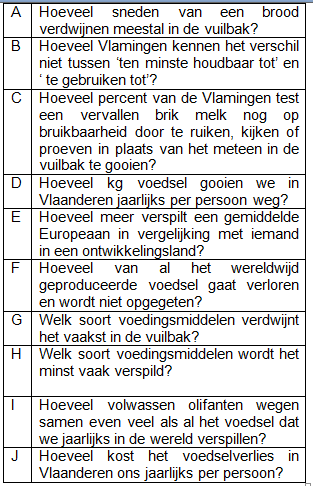 A Hoeveel sneden van een brood
verdwijnen meestal in de vuilbak?
B Hoeveel Vlamingen kennen het verschil
niet tussen ‘ten minste houdbaar tot’ en
‘ te gebruiken tot’?
C Hoeveel percent van de Vlamingen test
een vervallen brik melk nog op
bruikbaarheid door te ruiken, kijken of
proeven in plaats van het meteen in de
vuilbak te gooien?
D Hoeveel kg voedsel gooien we in
Vlaanderen jaarlijks per persoon weg?
E Hoeveel meer verspilt een gemiddelde
Europeaan in vergelijking met iemand
in een ontwikkelingsland?
F Hoeveel van al het wereldwijd
geproduceerde voedsel gaat verloren
en wordt niet opgegeten?
G Welk soort voedingsmiddelen verdwijnt
het vaakst in de vuilbak?
H Welk soort voedingsmiddelen wordt het
minst vaak verspild?
I Hoeveel volwassen olifanten wegen
samen even veel als al het voedsel dat
we jaarlijks in de wereld verspillen?
J Hoeveel kost het voedselverlies in
Vlaanderen ons jaarlijks per persoon?